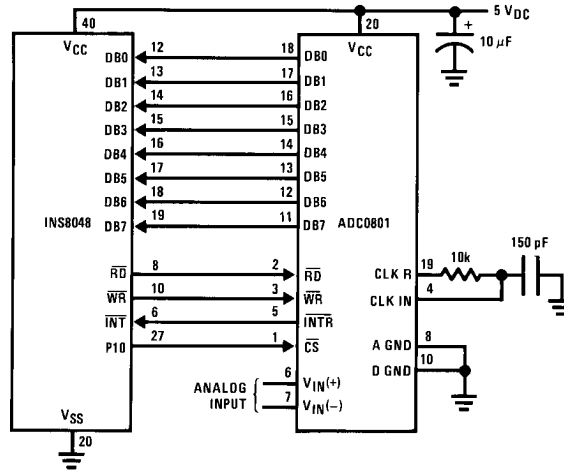 40
5 VDC
20
+
10 μF
VCC
VCC
DB0 12 18 DB0
DB1 13 17 DB1
DB2 14 16 DB2
DB3 15 15 DB3
DB4 16 14 DB4
DB5 17 13 DB5
DB6 18 12 DB6
DB7 19 11 DB7
INS8048
ADC0801
RD 8 2 RD
WR 10 3 WR
INT 6 5 INTR
P10 27 1 CS
CLK R 19 10k 150 pF
CLK IN 4
A GND 8
D GND 10
ANALOG
INPUT
6 VIN(+)
7 VIN(−)
VSS
20